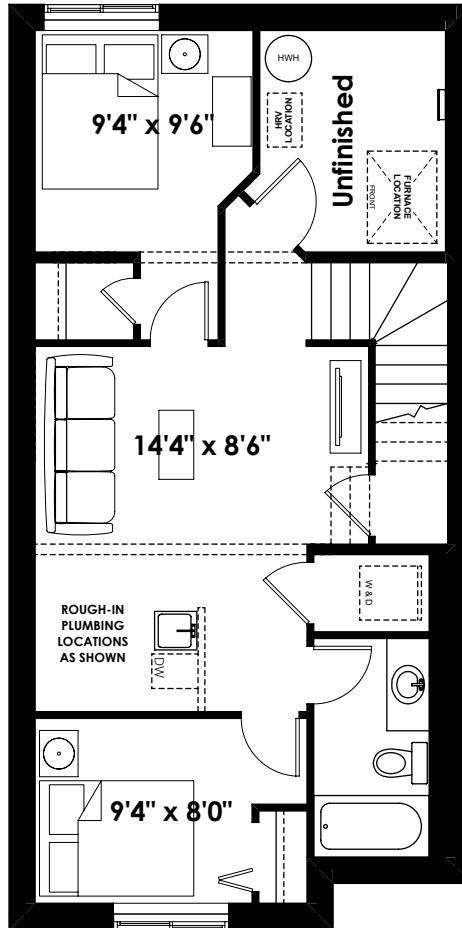 HWH
HRV
LOCATION
Unfinished
FURNACE
LOCATION
FRONT
9'4" x 9'6"
14'4" x 8'6"
W & D
ROUGH-IN
PLUMBING
LOCATIONS
AS SHOWN
DW
9'4" x 8'0"